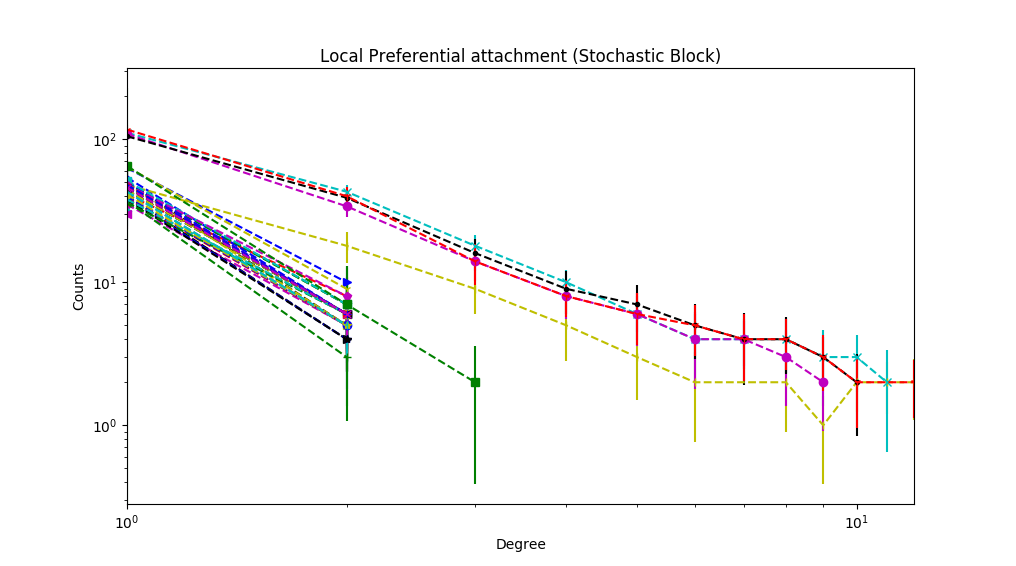 Local Preferential attachment (Stochastic Block)
10²
10¹
10⁰
Counts
10⁰
10¹
Degree